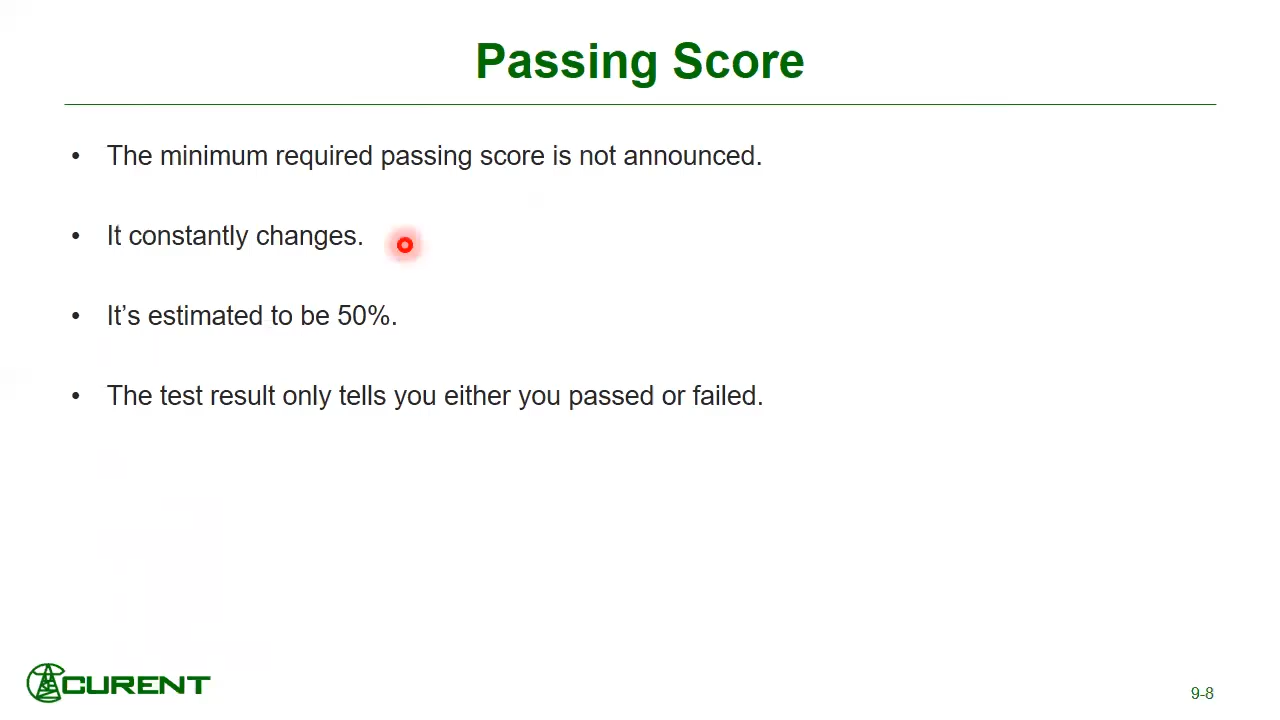 Passing Score
• The minimum required passing score is not announced.
• It constantly changes.
• It’s estimated to be 50%.
• The test result only tells you either you passed or failed.
CURENT
9-8